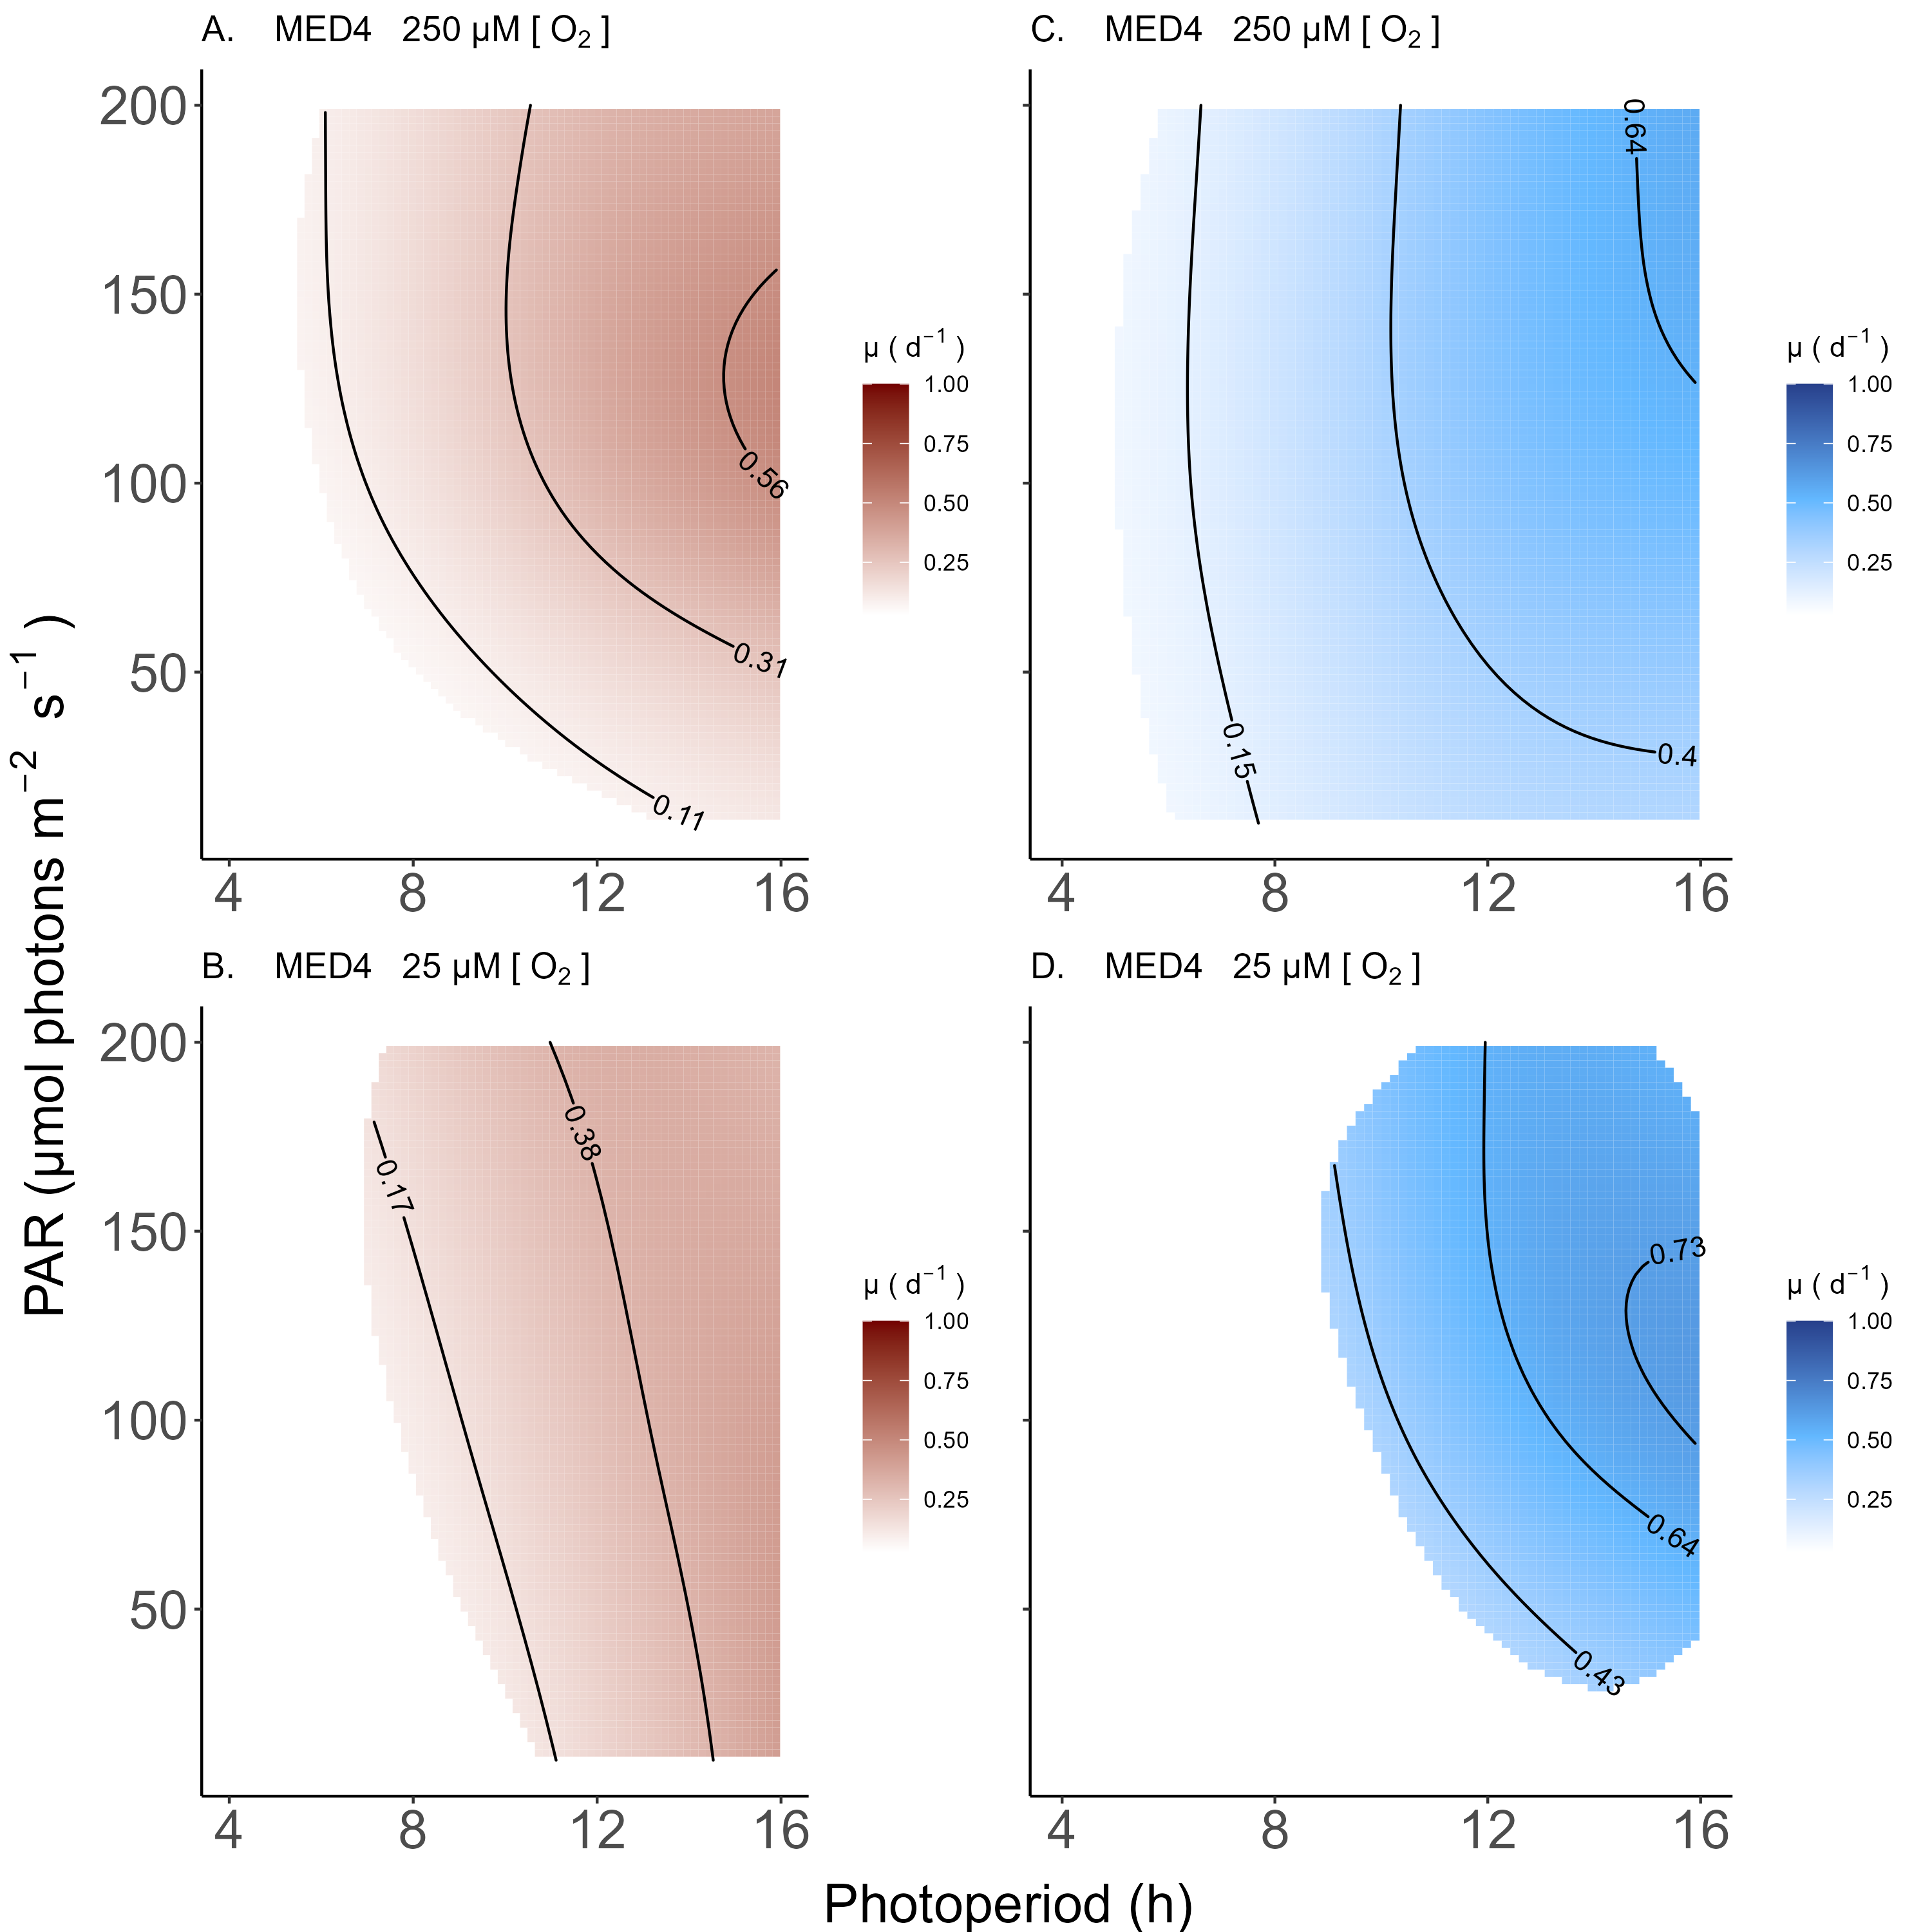 A. MED4 250 µM [ O2 ]
200
150
100
50
4 8 12 16
0.11
0.31
0.56
µ ( d−1 )
1.00
0.75
0.50
0.25
C. MED4 250 µM [ O2 ]
4 8 12 16
0.15
0.4
0.64
µ ( d−1 )
1.00
0.75
0.50
0.25
B. MED4 25 µM [ O2 ]
200
150
100
50
4 8 12 16
0.17
0.38
µ ( d−1 )
1.00
0.75
0.50
0.25
D. MED4 25 µM [ O2 ]
4 8 12 16
0.43
0.64
0.73
µ ( d−1 )
1.00
0.75
0.50
0.25
PAR (µmol photons m−2 s−1 )
Photoperiod (h)